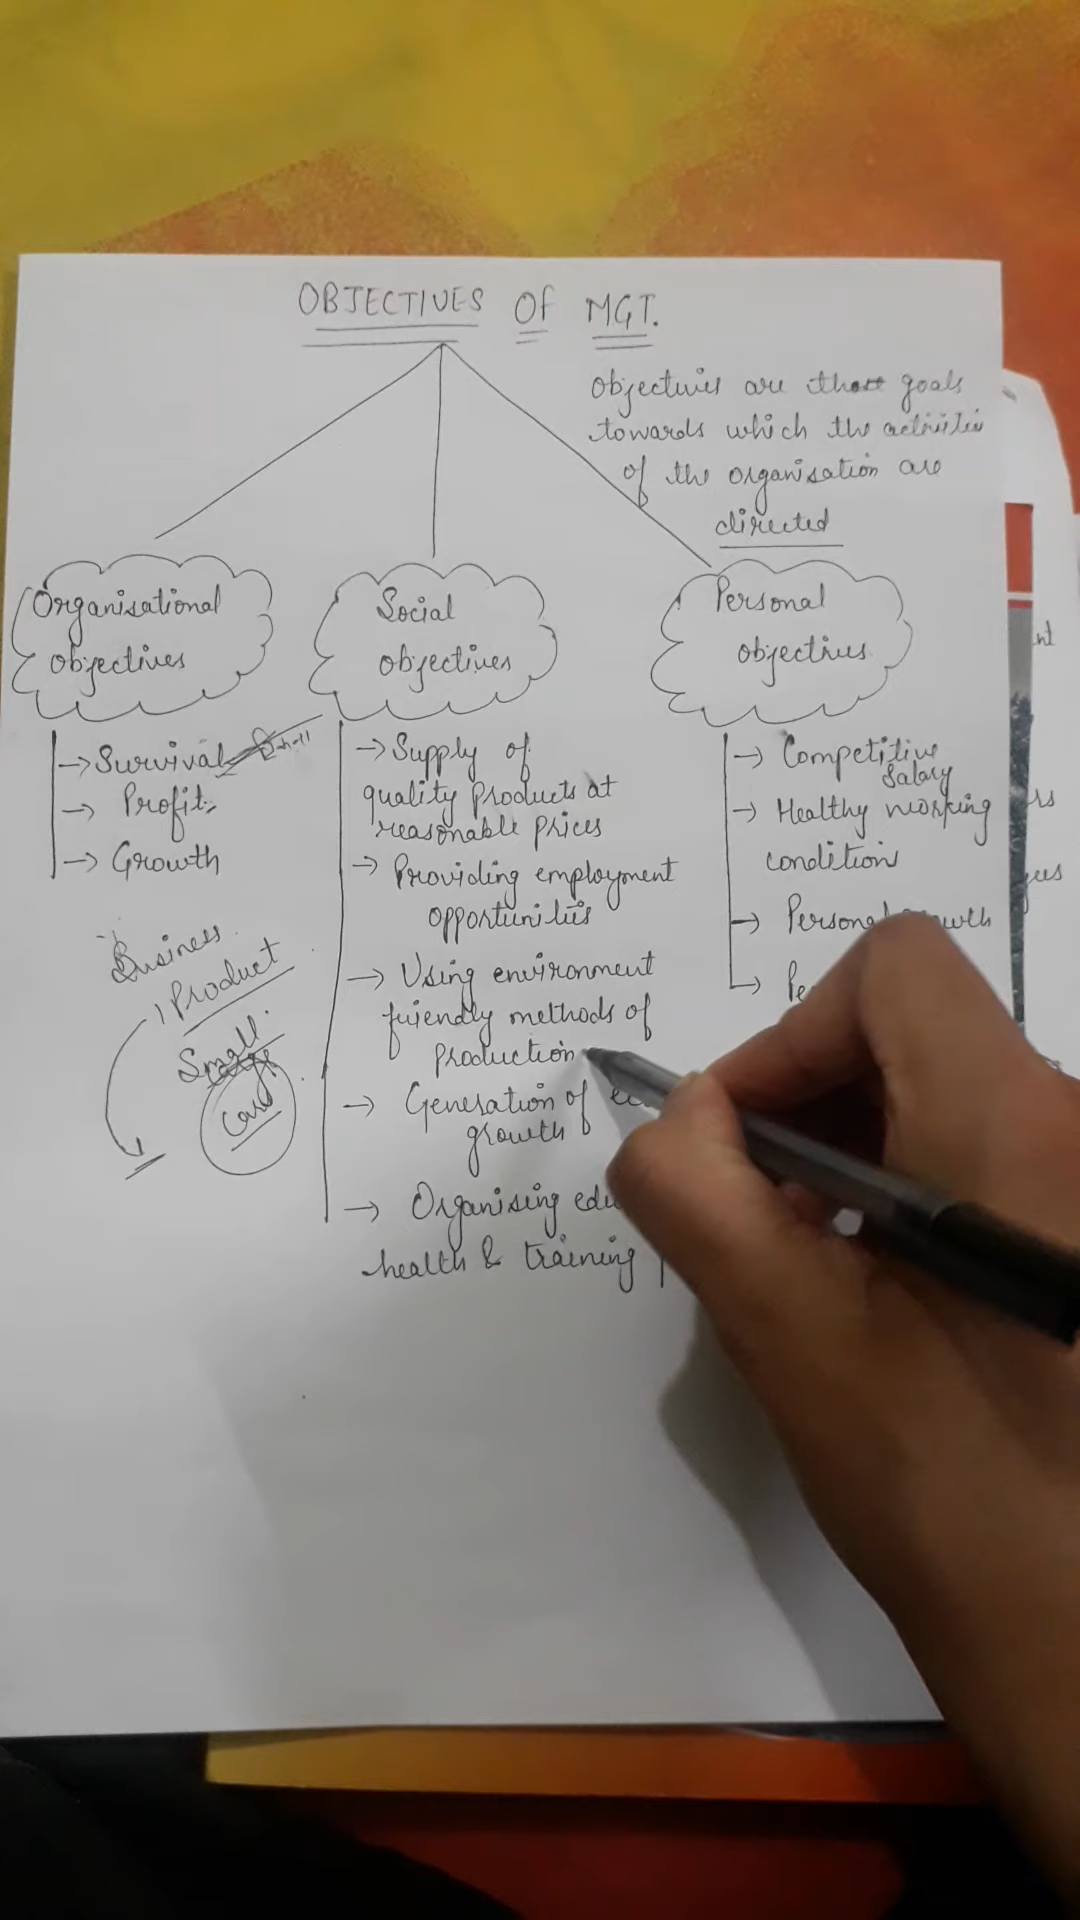 OBJECTIVES OF MGT.
Objectives are those goals
towards which the activities
of the organisation are
directed
Organisational
objectives
→ Survival
→ Profit
→ Growth
Business
Product
Small
Social
objectives
→ Supply of
quality products at
reasonable prices
→ Providing employment
opportunities
→ Using environment
friendly methods of
production
→ Generation of
growth
→ Organising
health & training
Personal
objectives
→ Competitive
Salary
→ Healthy working
condition
→ Personal